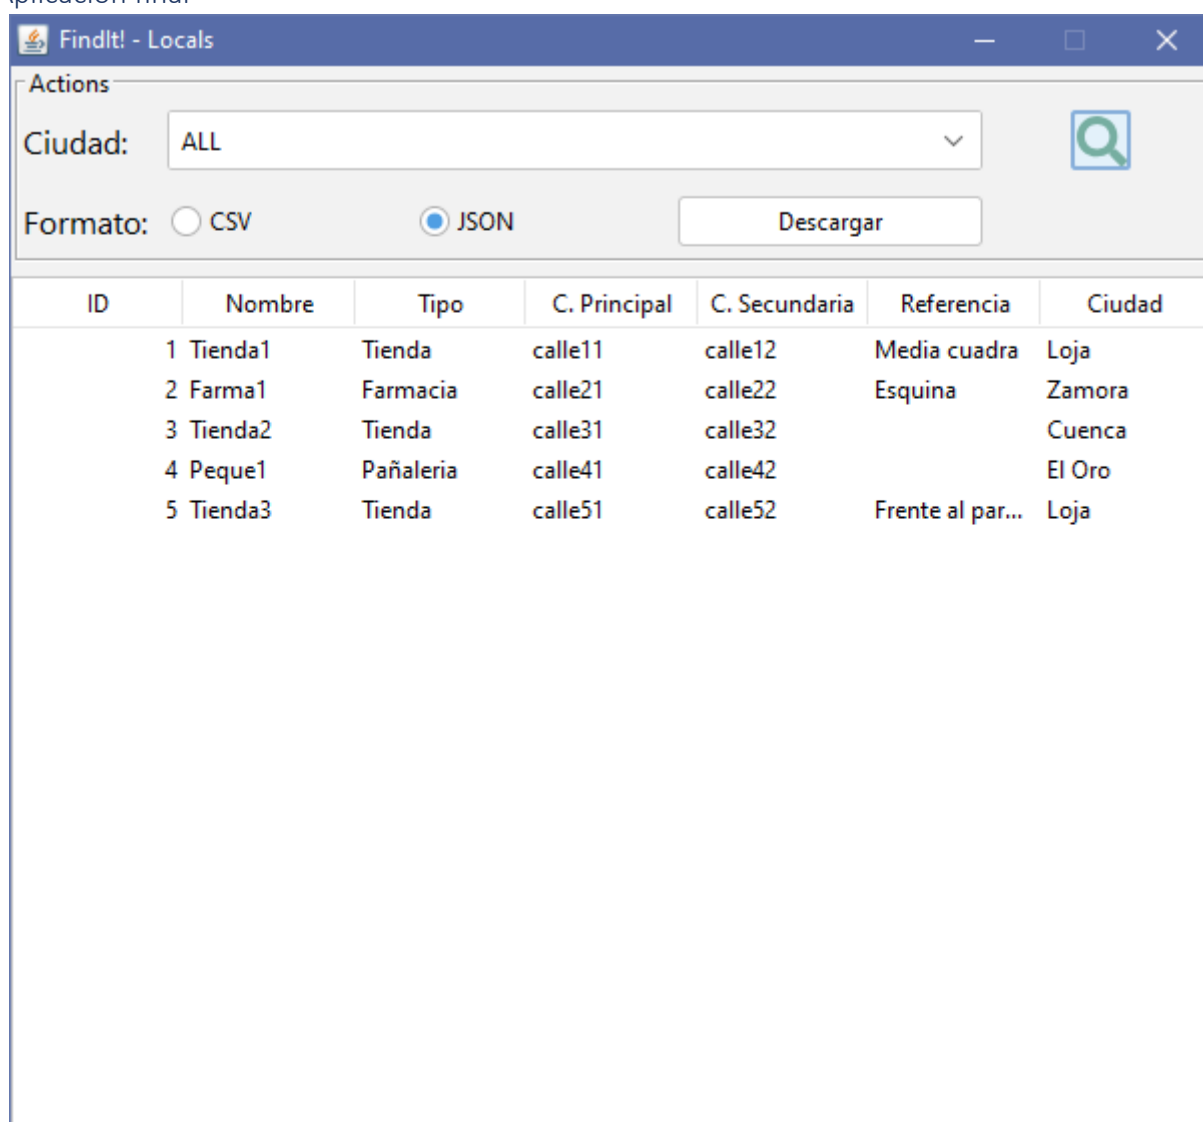 Aplicación final
FindIt! - Locals
Actions
Ciudad: ALL
Formato: CSV JSON Descargar
ID Nombre Tipo C. Principal C. Secundaria Referencia Ciudad
1 Tienda1 Tienda calle11 calle12 Media cuadra Loja
2 Farma1 Farmacia calle21 calle22 Esquina Zamora
3 Tienda2 Tienda calle31 calle32 Cuenca
4 Peque1 Pañaleria calle41 calle42 El Oro
5 Tienda3 Tienda calle51 calle52 Frente al par... Loja